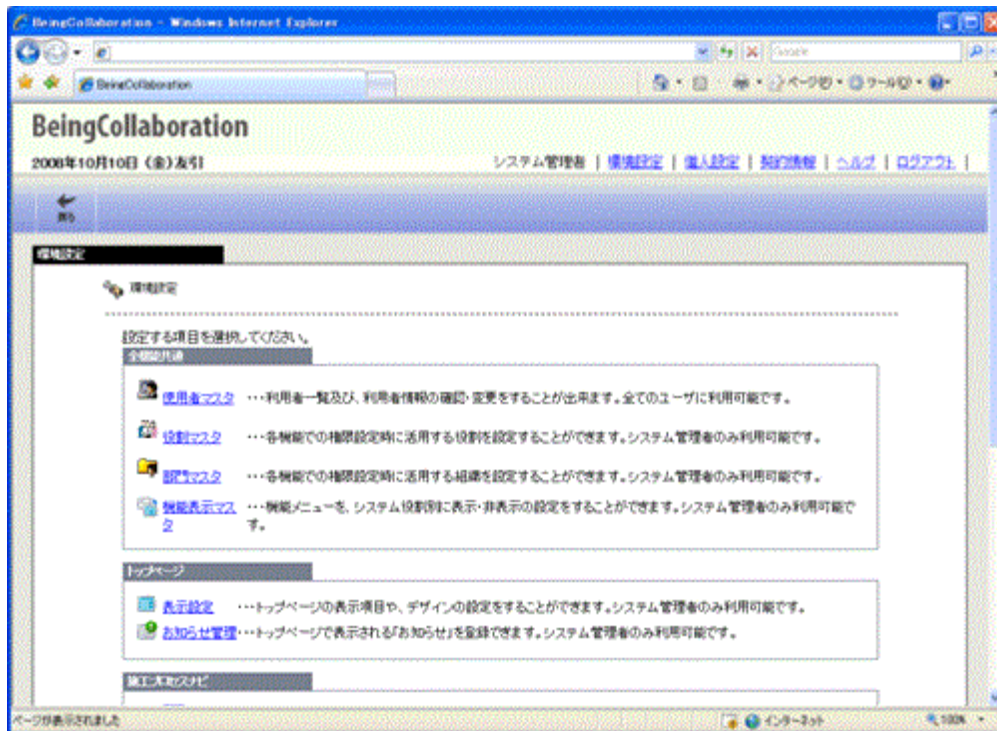 BeingCollaboration - Windows Internet Explorer
Google
BeingCollaboration
ページ(P)
ツール(O)
BeingCollaboration
2008年10月10日 (金)友引
システム管理者 | 環境設定 | 個人設定 | 契約情報 | ヘルプ | ログアウト |
戻る
環境設定
環境設定
設定する項目を選択してください。
全機能共通
使用者マスタ ・・・利用者一覧及び、利用者情報の確認・変更をすることが出来ます。全てのユーザに利用可能です。
役割マスタ ・・・各機能での権限設定時に活用する役割を設定することができます。システム管理者のみ利用可能です。
部門マスタ ・・・各機能での権限設定時に活用する組織を設定することができます。システム管理者のみ利用可能です。
機能表示マス ・・・機能メニューを、システム役割別に表示・非表示の設定をすることができます。システム管理者のみ利用可能で
タ す。
トップページ
表示設定 ・・・トップページの表示項目や、デザインの設定をすることができます。システム管理者のみ利用可能です。
お知らせ管理・・・トップページで表示される「お知らせ」を登録できます。システム管理者のみ利用可能です。
ページが表示されました
インターネット
100%